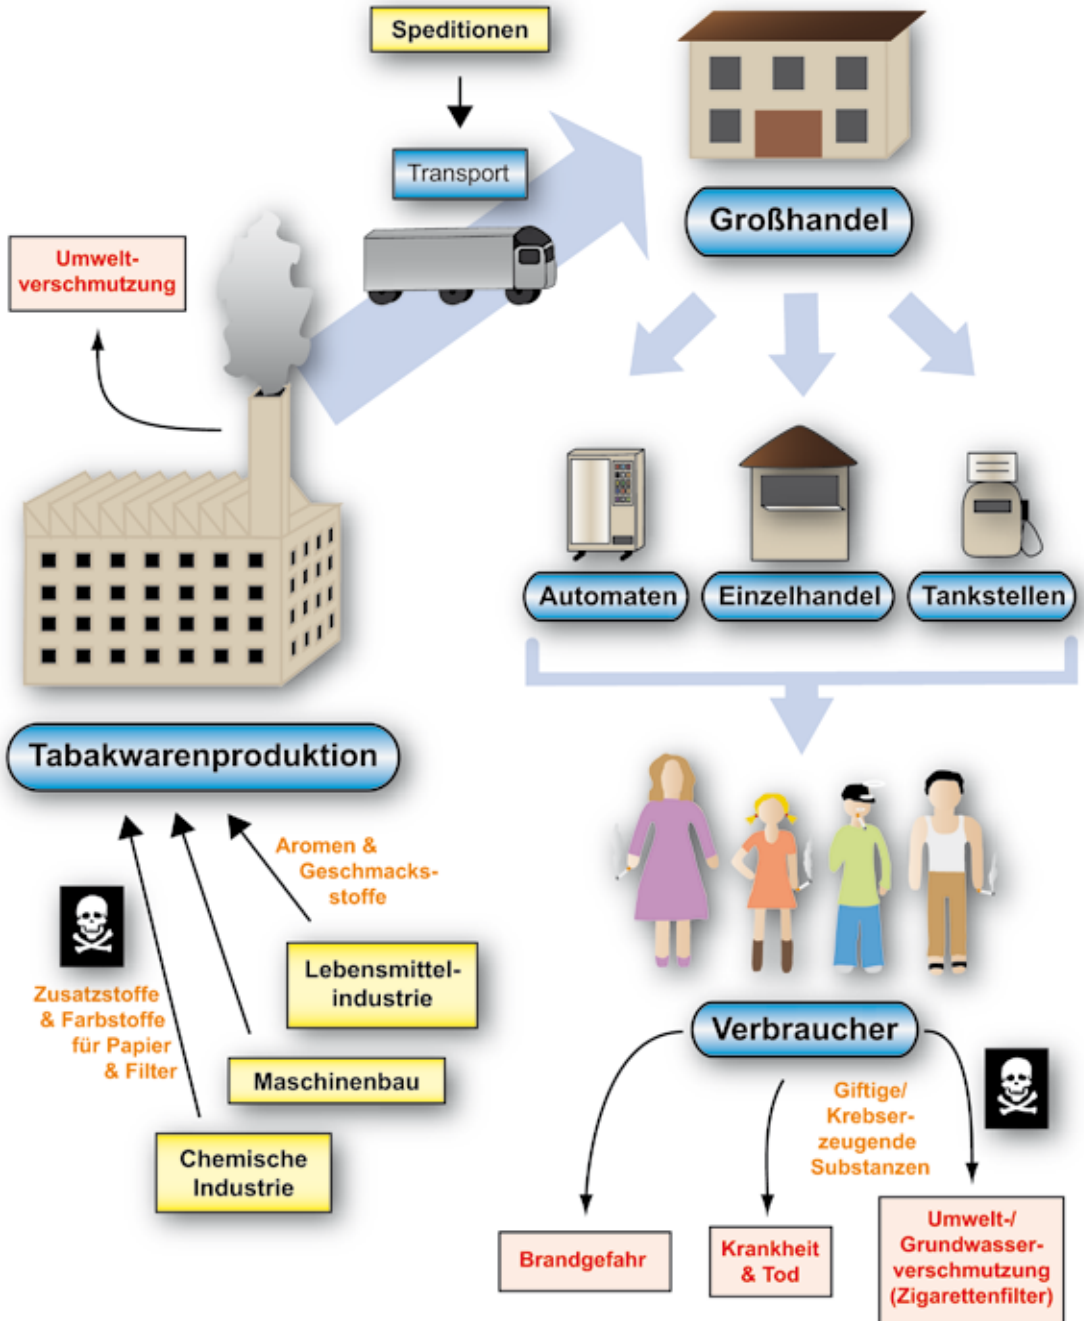 Speditionen
Transport
Großhandel
Umwelt-
verschmutzung
Automaten
Einzelhandel
Tankstellen
Tabakwarenproduktion
Aromen &
Geschmacks-
stoffe
Lebensmittel-
industrie
Zusatzstoffe
& Farbstoffe
für Papier
& Filter
Maschinenbau
Chemische
Industrie
Verbraucher
Giftige/
Krebser-
zeugende
Substanzen
Brandgefahr
Krankheit
& Tod
Umwelt-/
Grundwasser-
verschmutzung
(Zigarettenfilter)